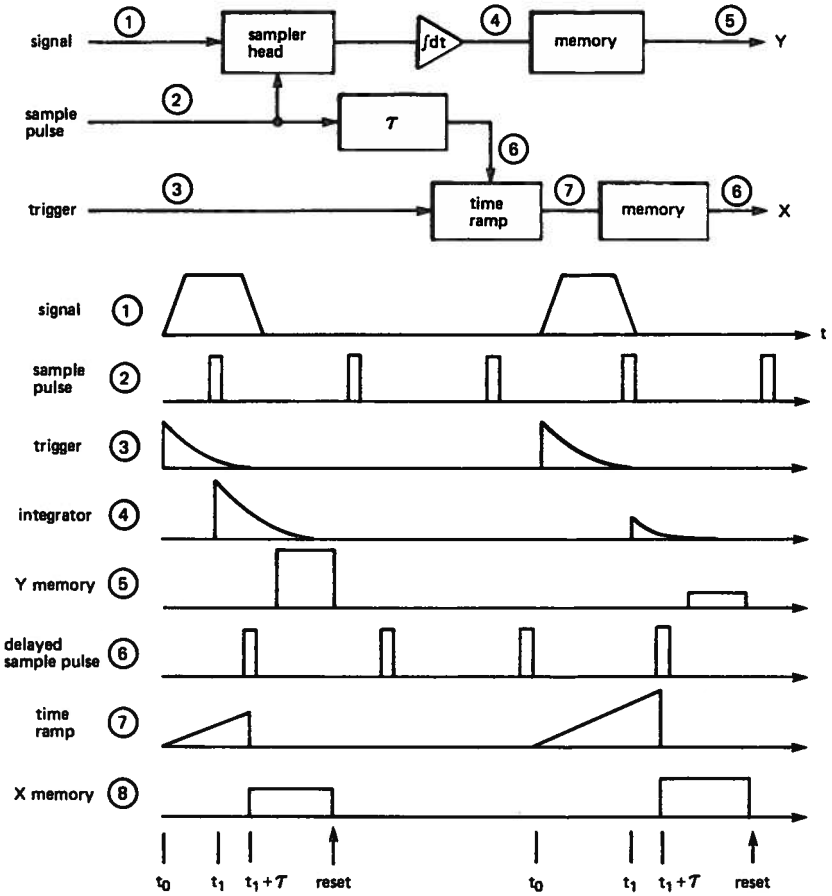 1 4 5
signal sampler head ∫dt memory Y
2
sample pulse τ
6
3 7 6
trigger time ramp memory X
signal 1 t
sample pulse 2
trigger 3
integrator 4
Y memory 5
delayed sample pulse 6
time ramp 7
X memory 8
t0 t1 t1 + τ reset t0 t1 t1 + τ reset